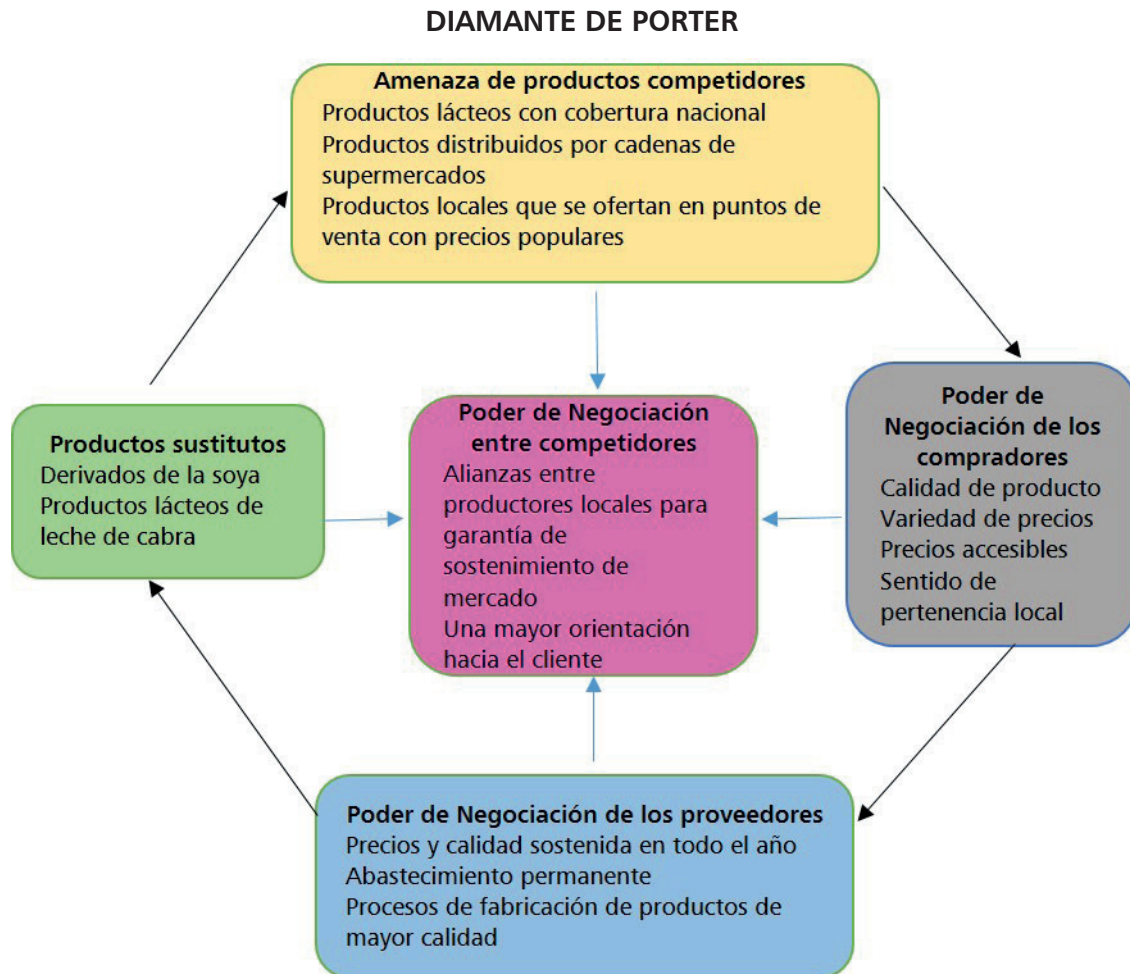 DIAMANTE DE PORTER
Amenaza de productos competidores
Productos lácteos con cobertura nacional
Productos distribuidos por cadenas de
supermercados
Productos locales que se ofertan en puntos de
venta con precios populares
Productos sustitutos
Derivados de la soya
Productos lácteos de
leche de cabra
Poder de Negociación
entre competidores
Alianzas entre
productores locales para
garantía de
sostenimiento de
mercado
Una mayor orientación
hacia el cliente
Poder de
Negociación de los
compradores
Calidad de producto
Variedad de precios
Precios accesibles
Sentido de
pertenencia local
Poder de Negociación de los proveedores
Precios y calidad sostenida en todo el año
Abastecimiento permanente
Procesos de fabricación de productos de
mayor calidad